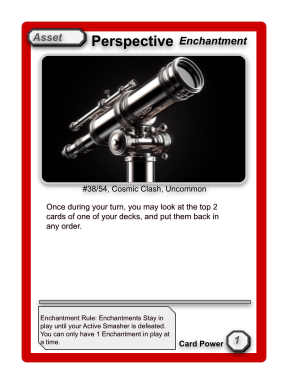 Asset Perspective Enchantment
#38/54, Cosmic Clash, Uncommon
Once during your turn, you may look at the top 2
cards of one of your decks, and put them back in
any order.
Enchantment Rule: Enchantments Stay in
play until your Active Smasher is defeated.
You can only have 1 Enchantment in play at
a time.
Card Power 1